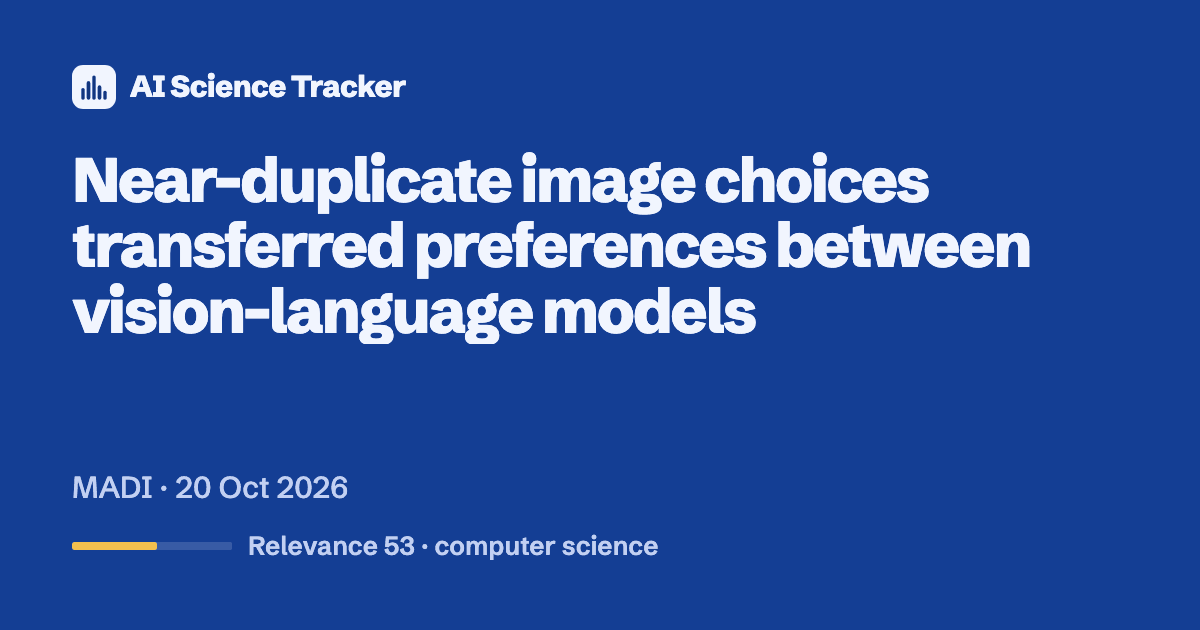 AI Science Tracker
Near-duplicate image choices
transferred preferences between
vision-language models
MADI · 20 Oct 2026
Relevance 53 · computer science